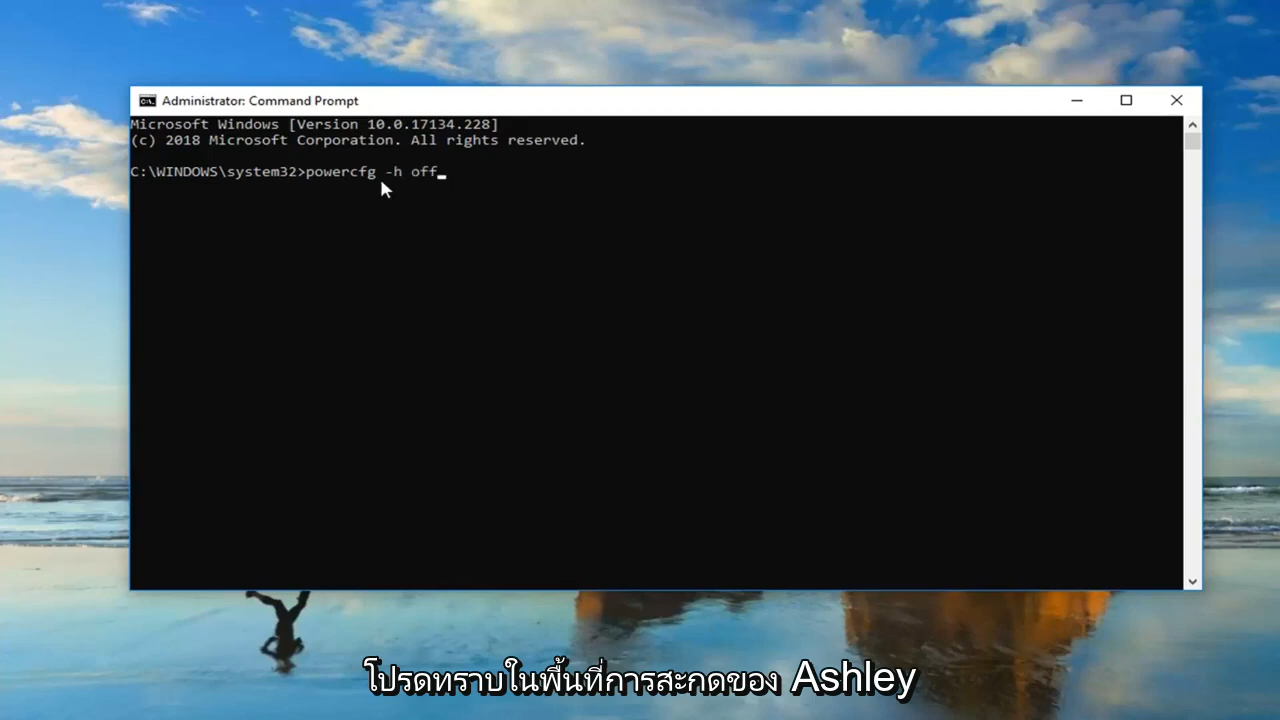 Administrator: Command Prompt
Microsoft Windows [Version 10.0.17134.228]
(c) 2018 Microsoft Corporation. All rights reserved.
C:\WINDOWS\system32>powercfg -h off
โปรดทราบในพื้นที่การสะกดของ Ashley